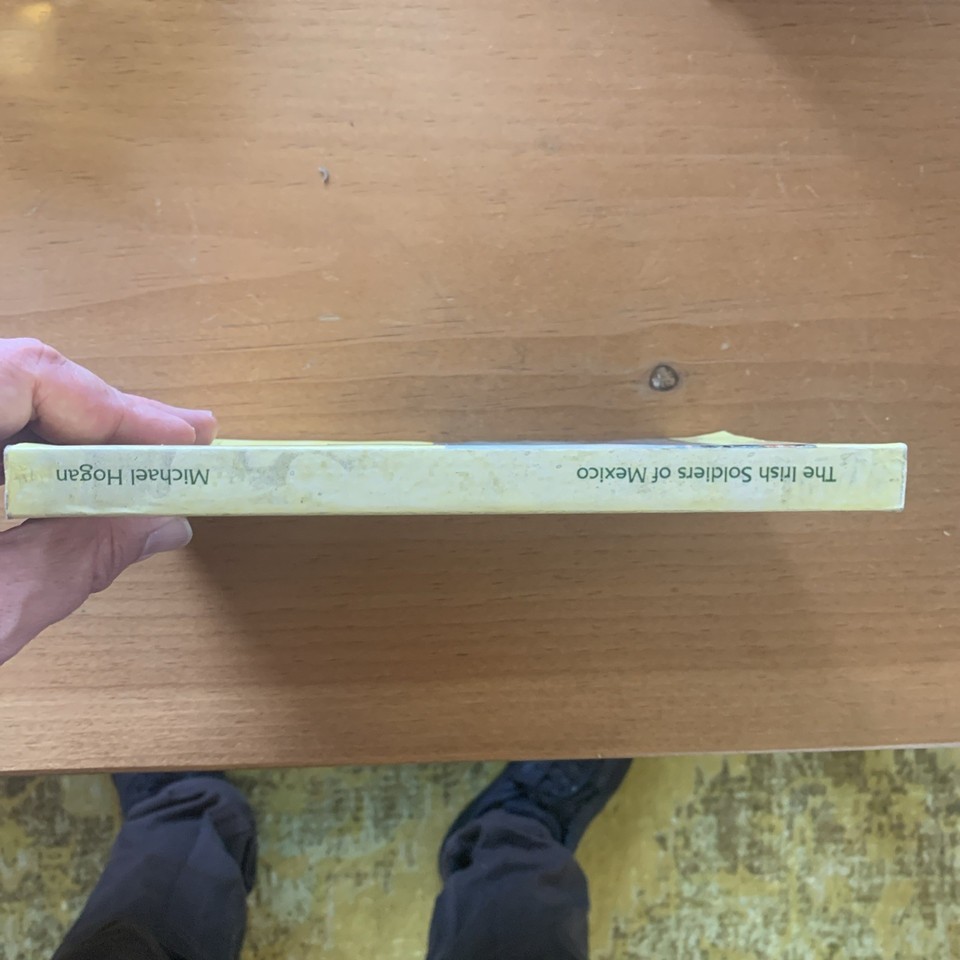 The Irish Soldiers of Mexico
Michael Hogan